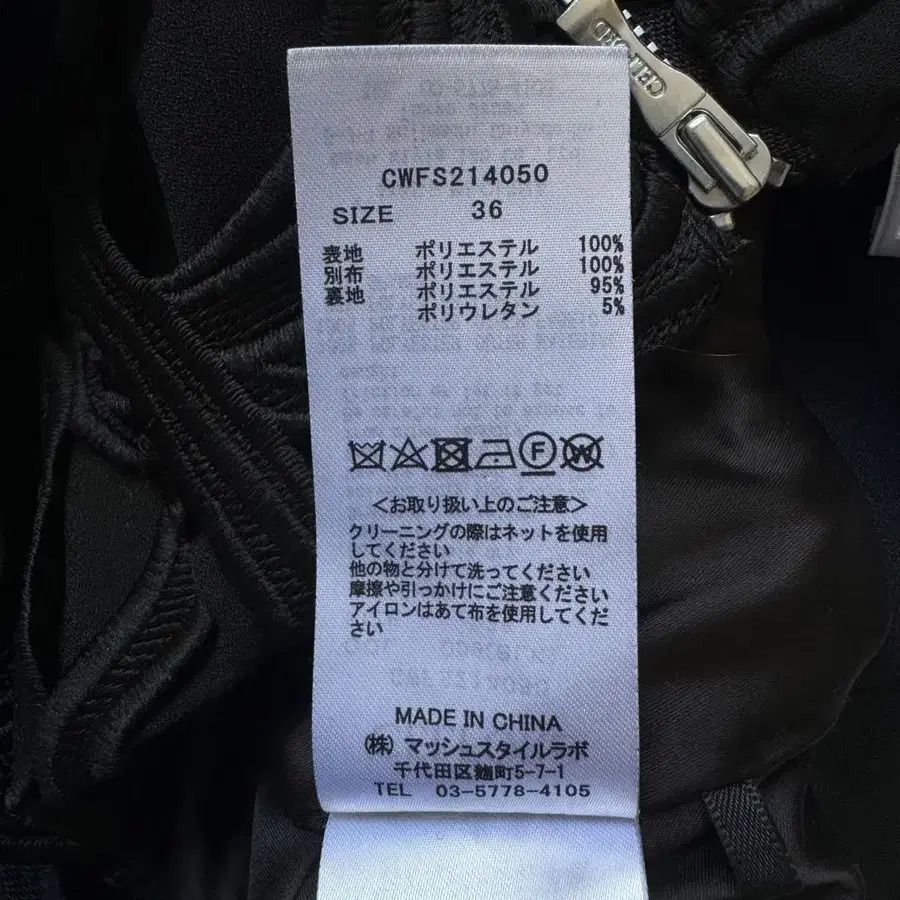 CWFS214050
SIZE 36
表地 ポリエステル 100%
別布 ポリエステル 100%
裏地 ポリエステル 95%
ポリウレタン 5%
F W
<お取り扱い上のご注意>
クリーニングの際はネットを使用
してください
他の物と分けて洗ってください
摩擦や引っかけにご注意ください
アイロンはあて布を使用してくだ
さい
MADE IN CHINA
(株) マッシュスタイルラボ
千代田区麹町5-7-1
TEL 03-5778-4105